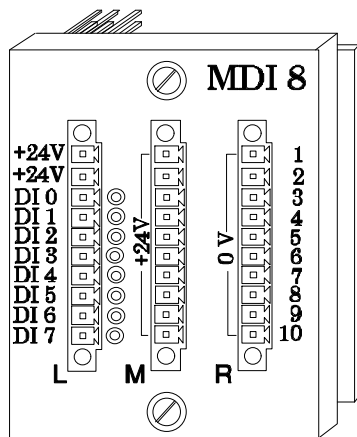 MDI 8
+24V
+24V
DI 0
DI 1
DI 2
DI 3
DI 4
DI 5
DI 6
DI 7
+24V
0 V
1
2
3
4
5
6
7
8
9
10
L
M
R